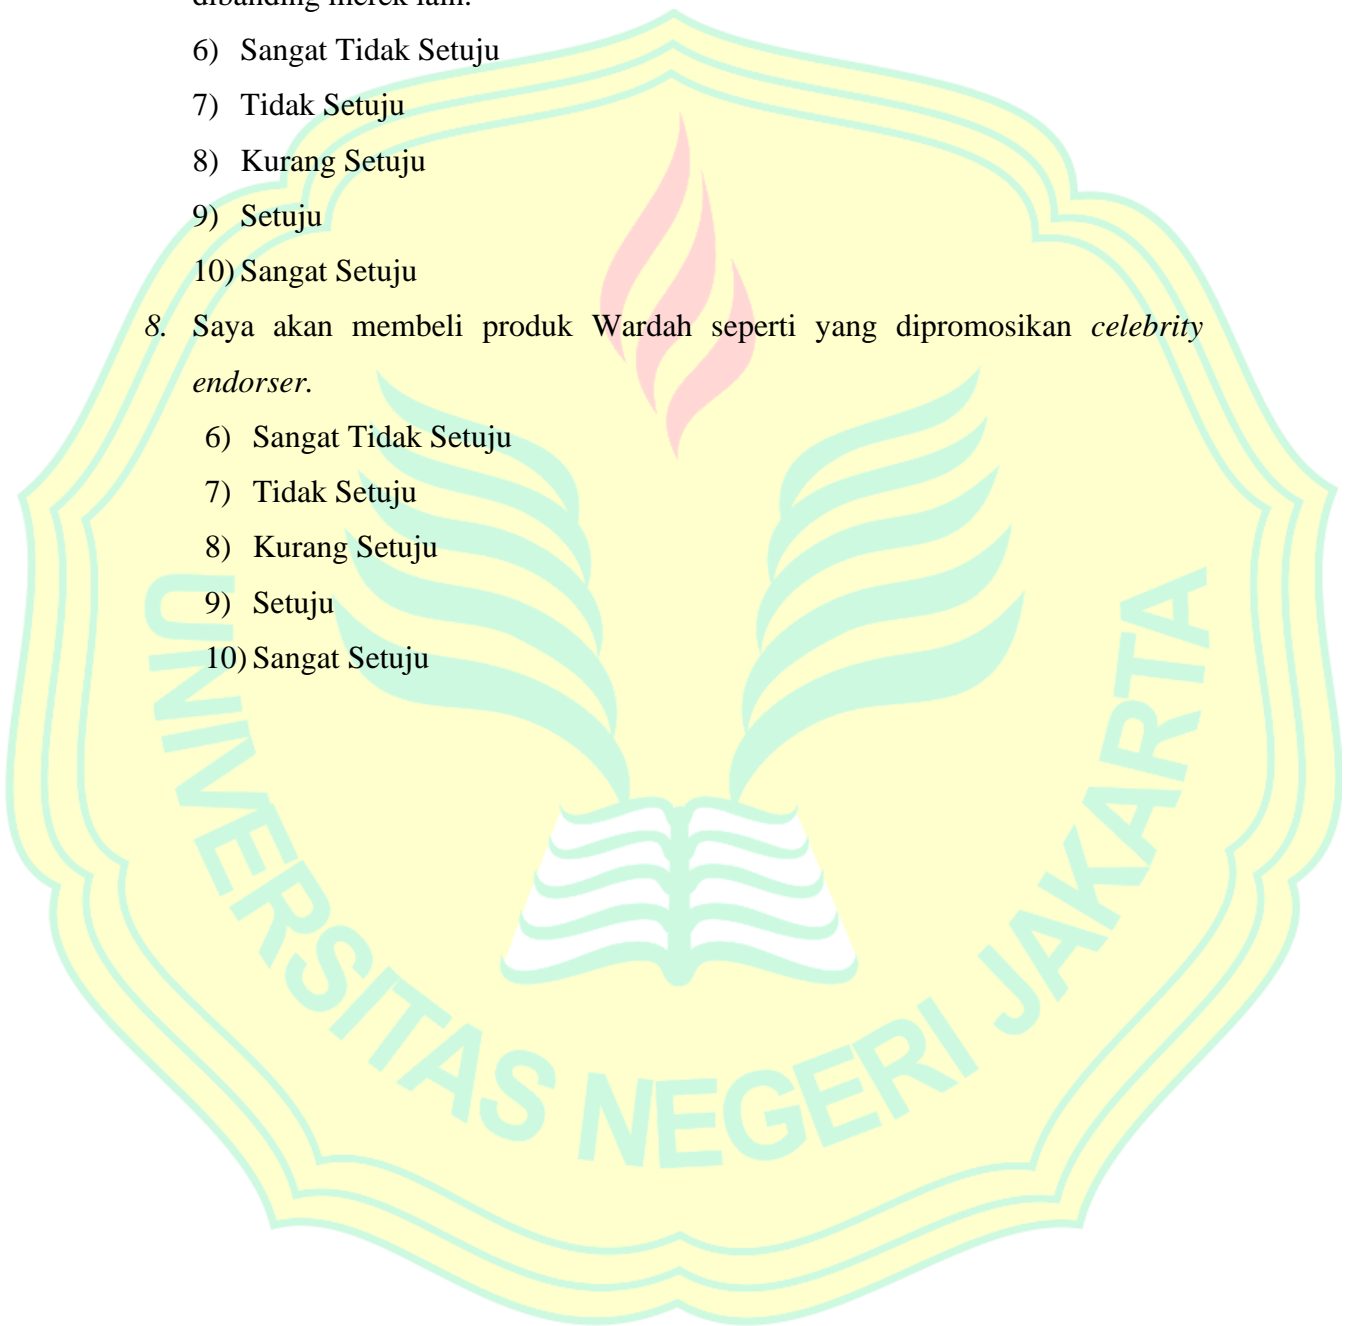 dibanding merek lain.
6) Sangat Tidak Setuju
7) Tidak Setuju
8) Kurang Setuju
9) Setuju
10) Sangat Setuju
8. Saya akan membeli produk Wardah seperti yang dipromosikan celebrity
endorser.
6) Sangat Tidak Setuju
7) Tidak Setuju
8) Kurang Setuju
9) Setuju
10) Sangat Setuju
UNIVERSITAS NEGERI JAKARTA